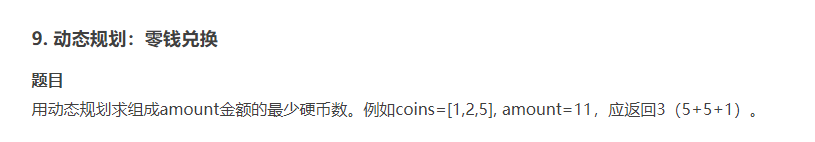 9. 动态规划：零钱兑换
题目
用动态规划求组成amount金额的最少硬币数。例如coins=[1,2,5], amount=11，应返回3（5+5+1）。